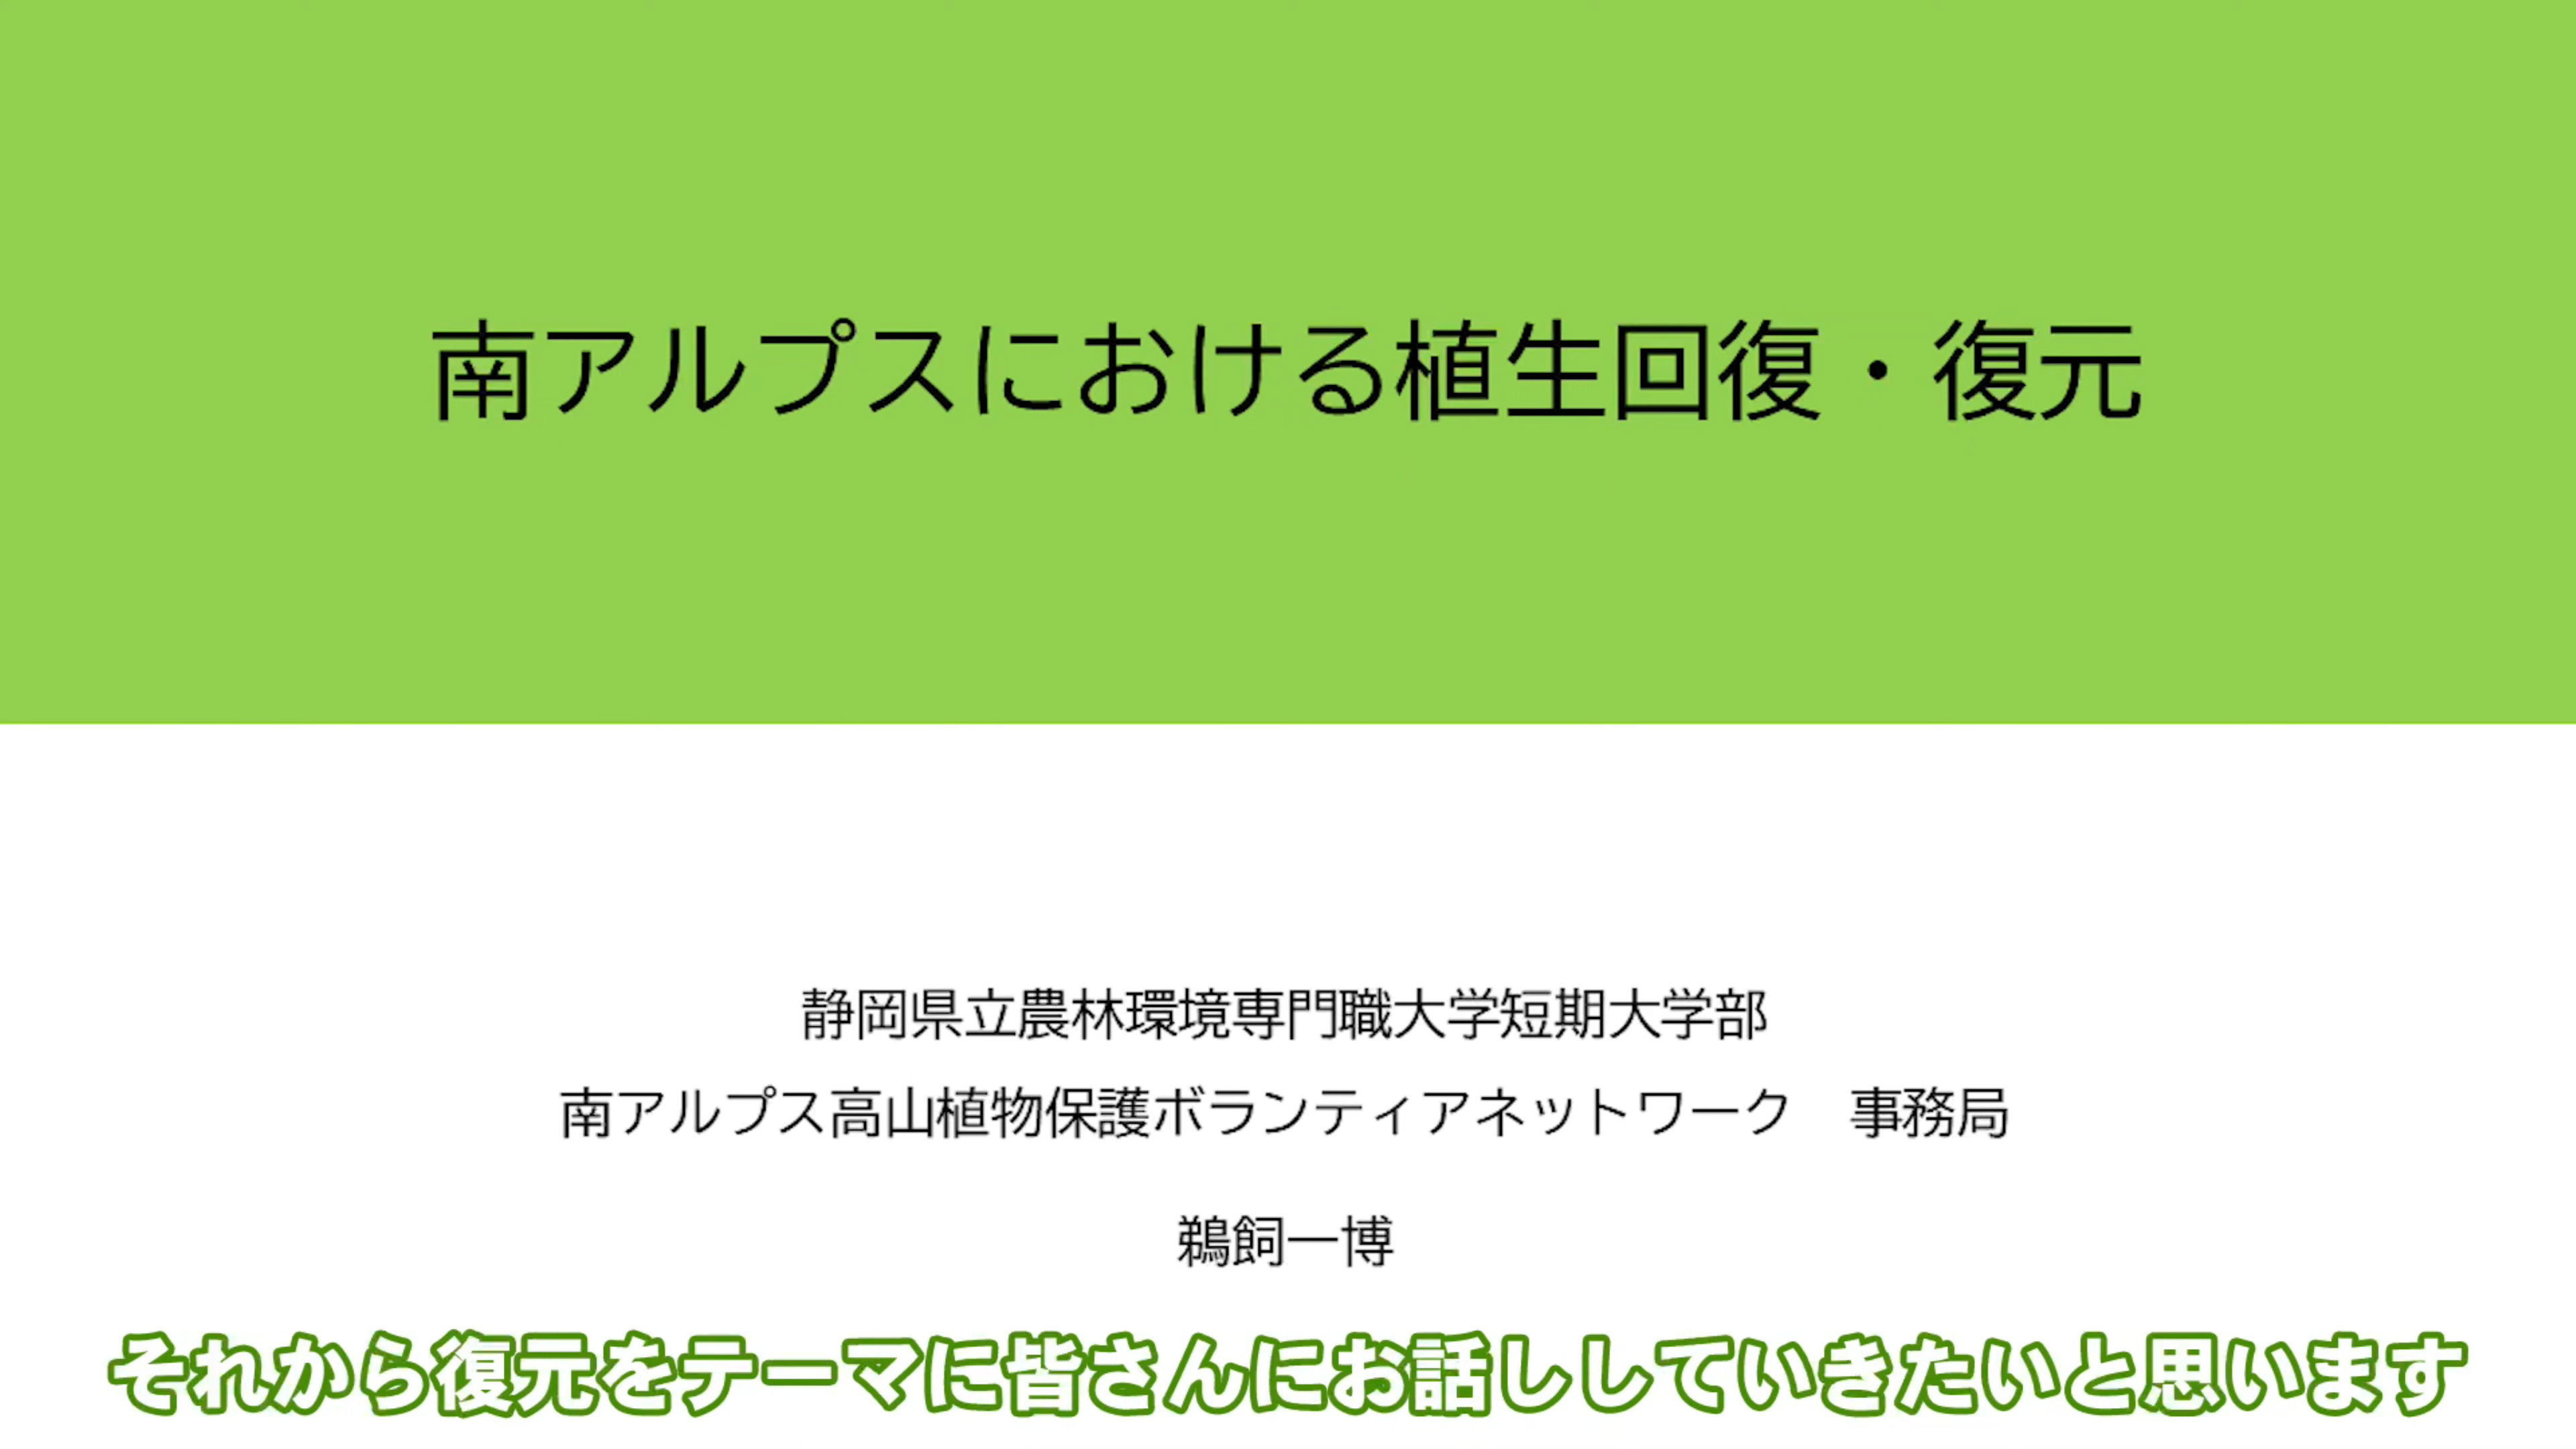 南アルプスにおける植生回復・復元
静岡県立農林環境専門職大学短期大学部
南アルプス高山植物保護ボランティアネットワーク　事務局
鵜飼一博
それから復元をテーマに皆さんにお話ししていきたいと思います